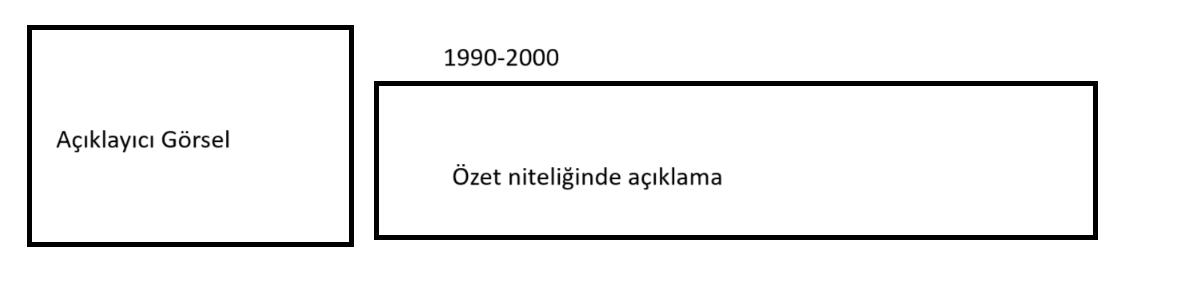 1990-2000
Açıklayıcı Görsel
Özet niteliğinde açıklama